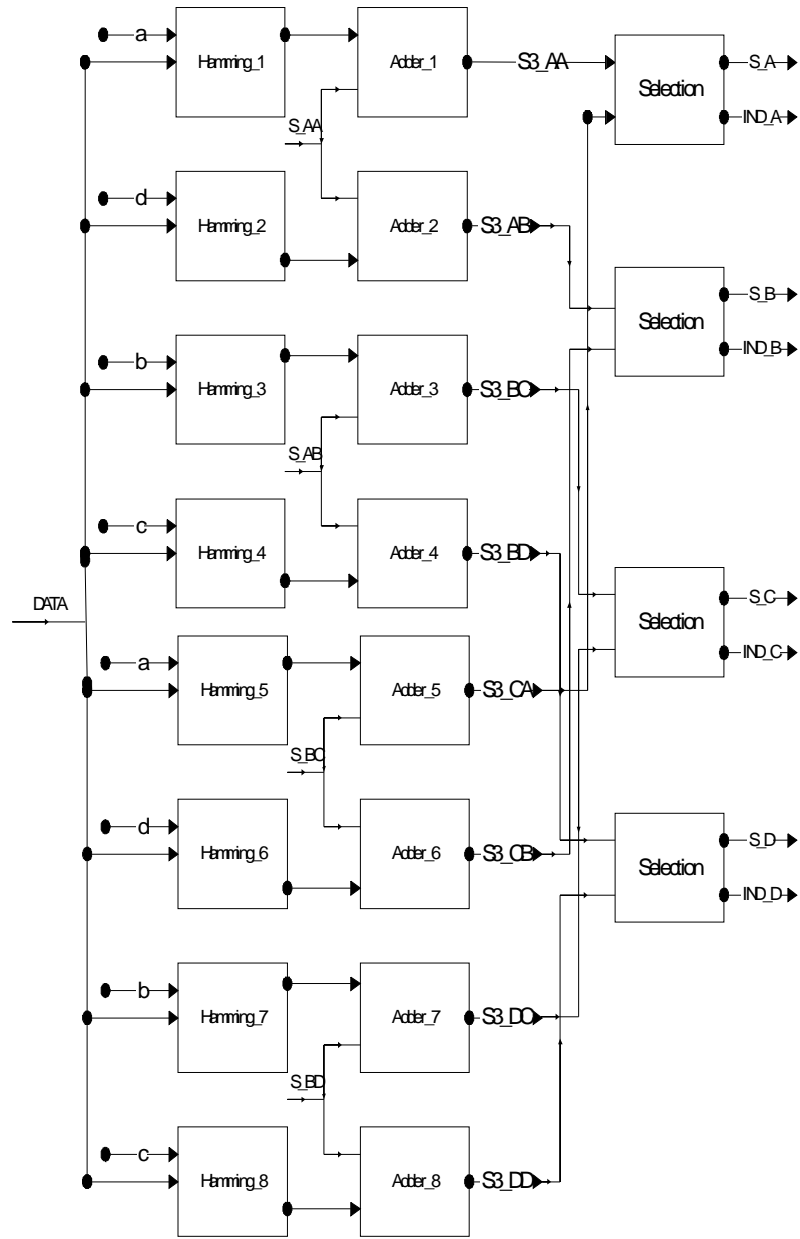 a
Hamming_1
Adder_1
S3_AA
Selection
S_A
IND_A
S_AA
d
Hamming_2
Adder_2
S3_AB
Selection
S_B
IND_B
b
Hamming_3
Adder_3
S3_BC
S_AB
c
Hamming_4
Adder_4
S3_BD
Selection
S_C
IND_C
DATA
a
Hamming_5
Adder_5
S3_CA
S_BC
d
Hamming_6
Adder_6
S3_CB
Selection
S_D
IND_D
b
Hamming_7
Adder_7
S3_DC
S_BD
c
Hamming_8
Adder_8
S3_DD